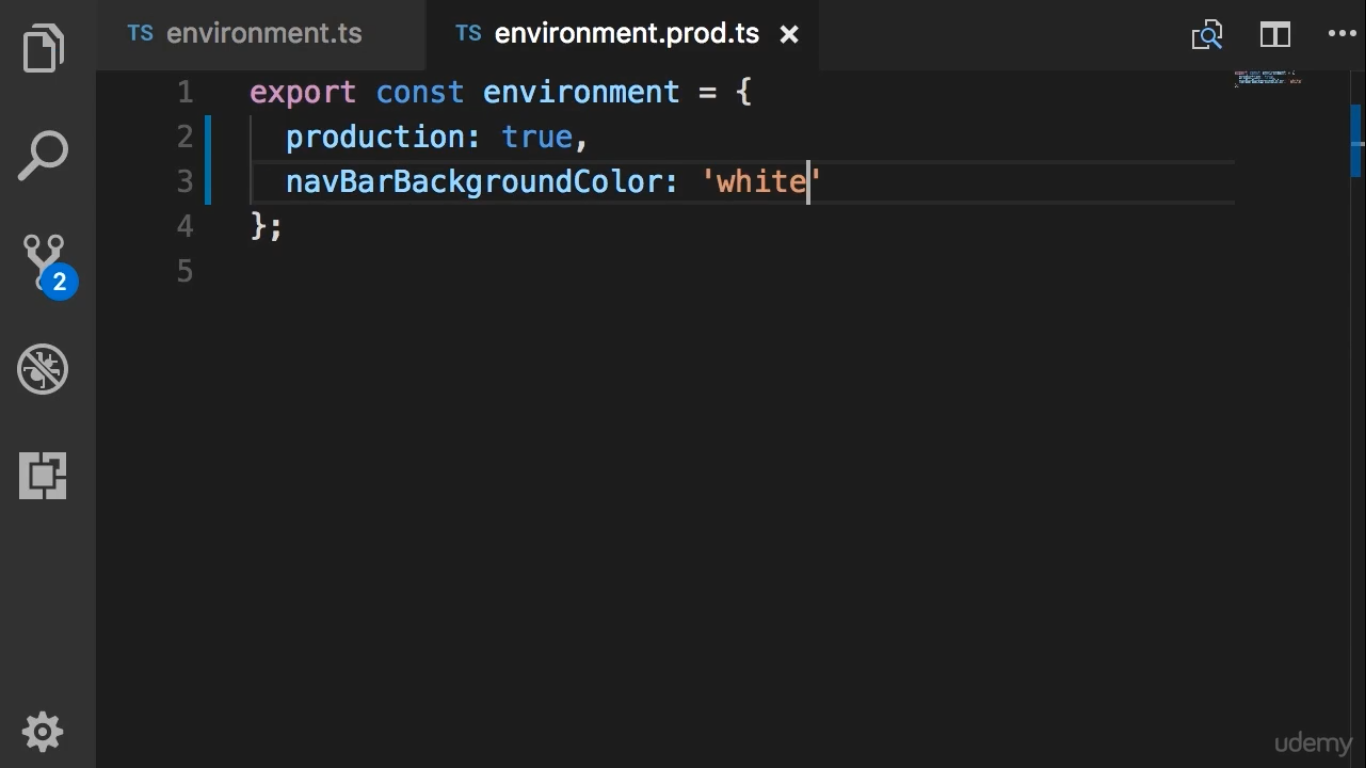 TS environment.ts TS environment.prod.ts
1 export const environment = {
2 production: true,
3 navBarBackgroundColor: 'white'
4 };
5
2
udemy